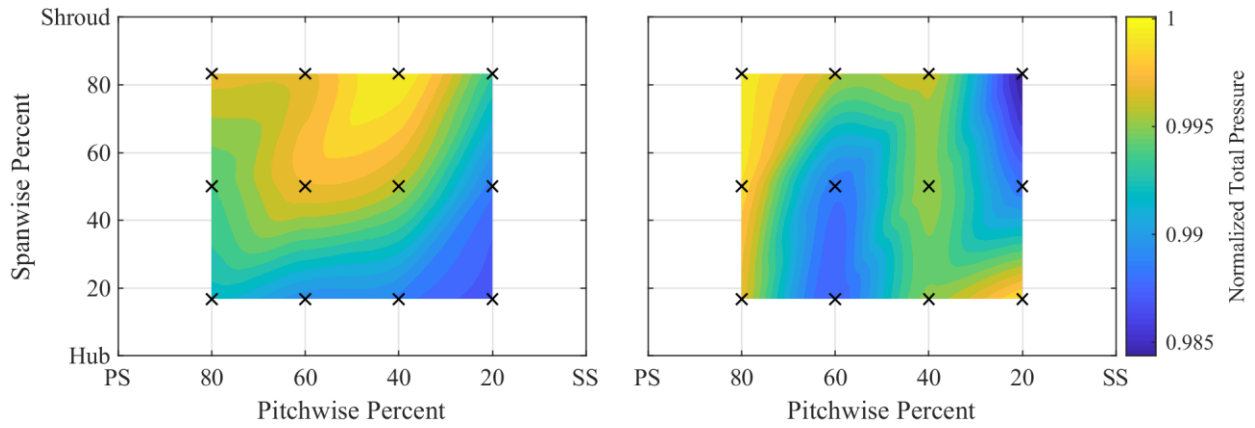 Shroud
80
60
40
20
Hub
Spanwise Percent
PS
80
60
40
20
SS
Pitchwise Percent
PS
80
60
40
20
SS
Pitchwise Percent
1
0.995
0.99
0.985
Normalized Total Pressure